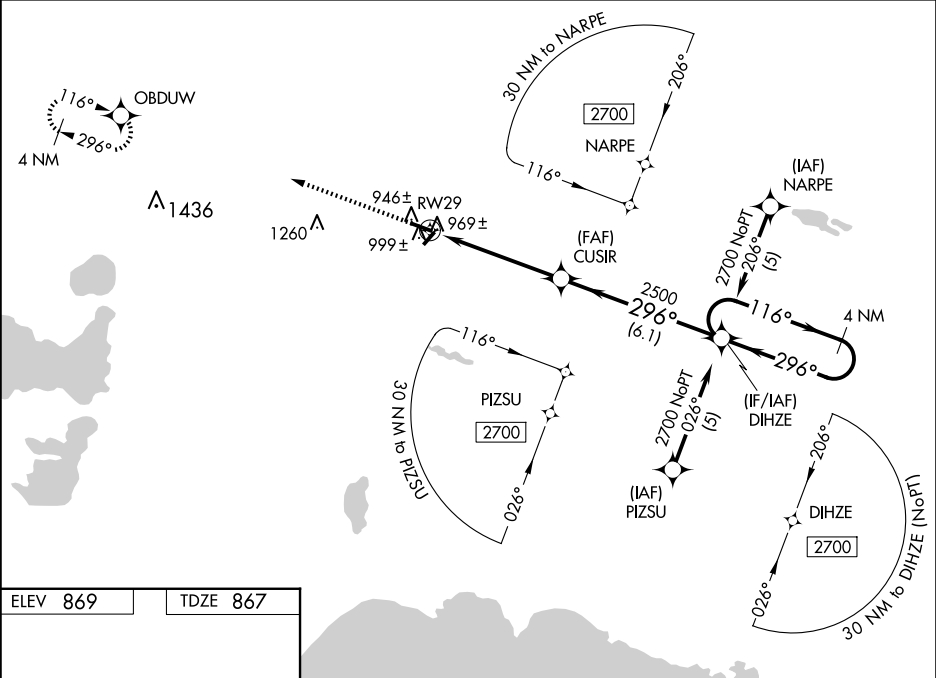 30 NM to NARPE
206°
2700
NARPE
116°
116°
OBDUW
296°
4 NM
1436
1260
946±
RW29
969±
999±
(FAF)
CUSIR
(IAF)
NARPE
2700 NoPT
206°
(5)
2500
296°
(6.1)
116°
4 NM
296°
(IF/IAF)
DIHZE
2700 NoPT
026°
(5)
(IAF)
PIZSU
116°
PIZSU
2700
30 NM to PIZSU
026°
206°
DIHZE
2700
026°
30 NM to DIHZE (NoPT)
ELEV 869
TDZE 867